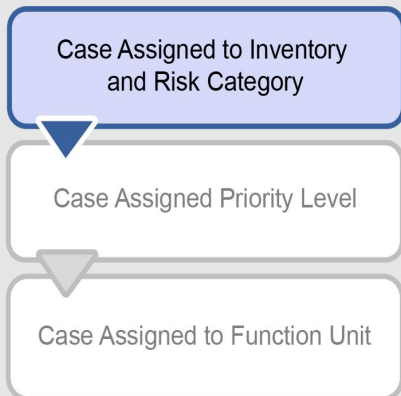 Case Assigned to Inventory
and Risk Category
Case Assigned Priority Level
Case Assigned to Function Unit